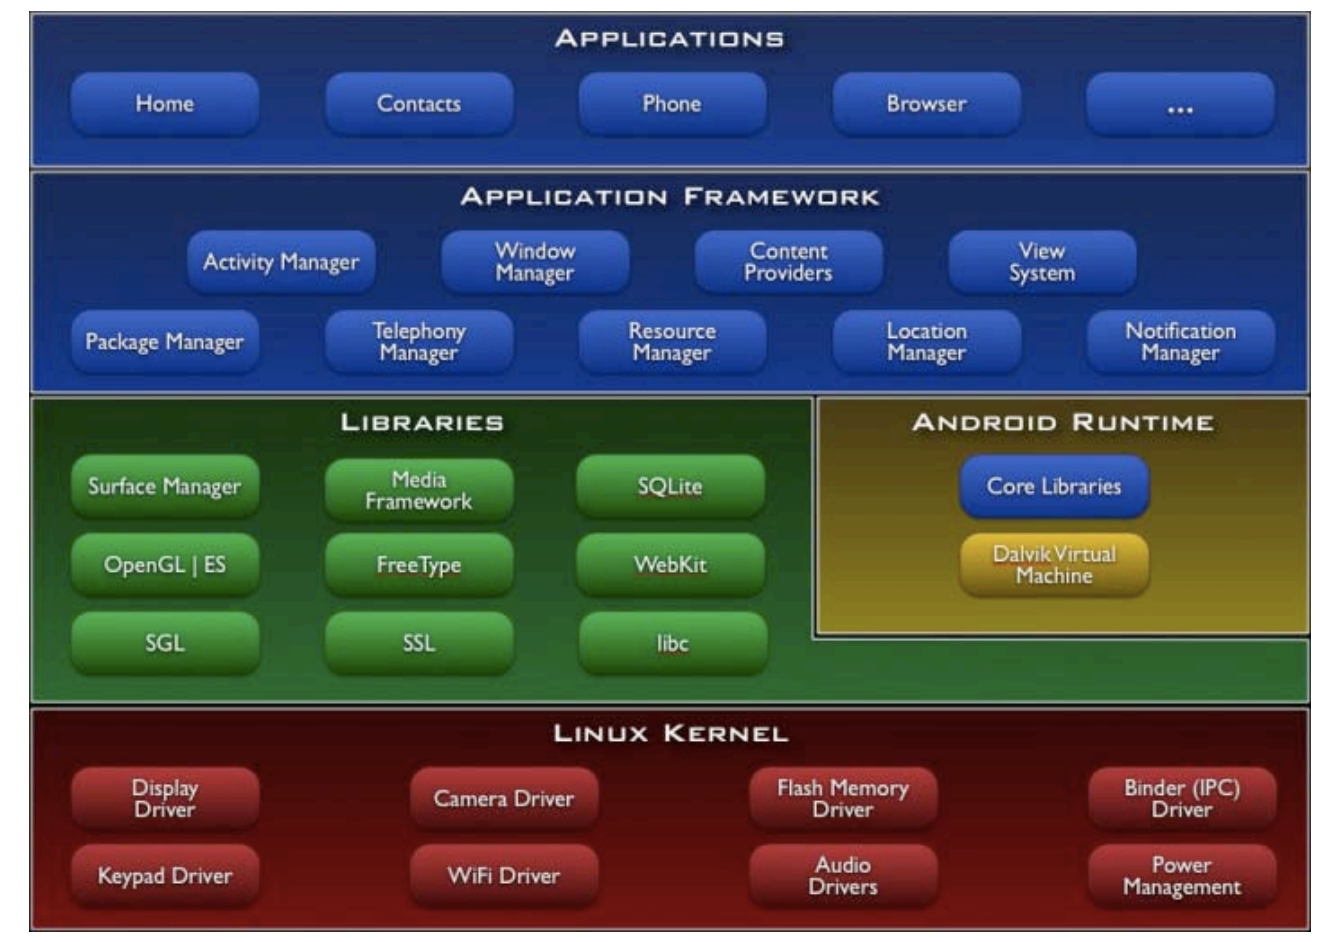 APPLICATIONS
Home
Contacts
Phone
Browser
...
APPLICATION FRAMEWORK
Activity Manager
Window
Manager
Content
Providers
View
System
Package Manager
Telephony
Manager
Resource
Manager
Location
Manager
Notification
Manager
LIBRARIES
Surface Manager
Media
Framework
SQLite
OpenGL | ES
FreeType
WebKit
SGL
SSL
libc
ANDROID RUNTIME
Core Libraries
Dalvik Virtual
Machine
LINUX KERNEL
Display
Driver
Camera Driver
Flash Memory
Driver
Binder (IPC)
Driver
Keypad Driver
WiFi Driver
Audio
Drivers
Power
Management